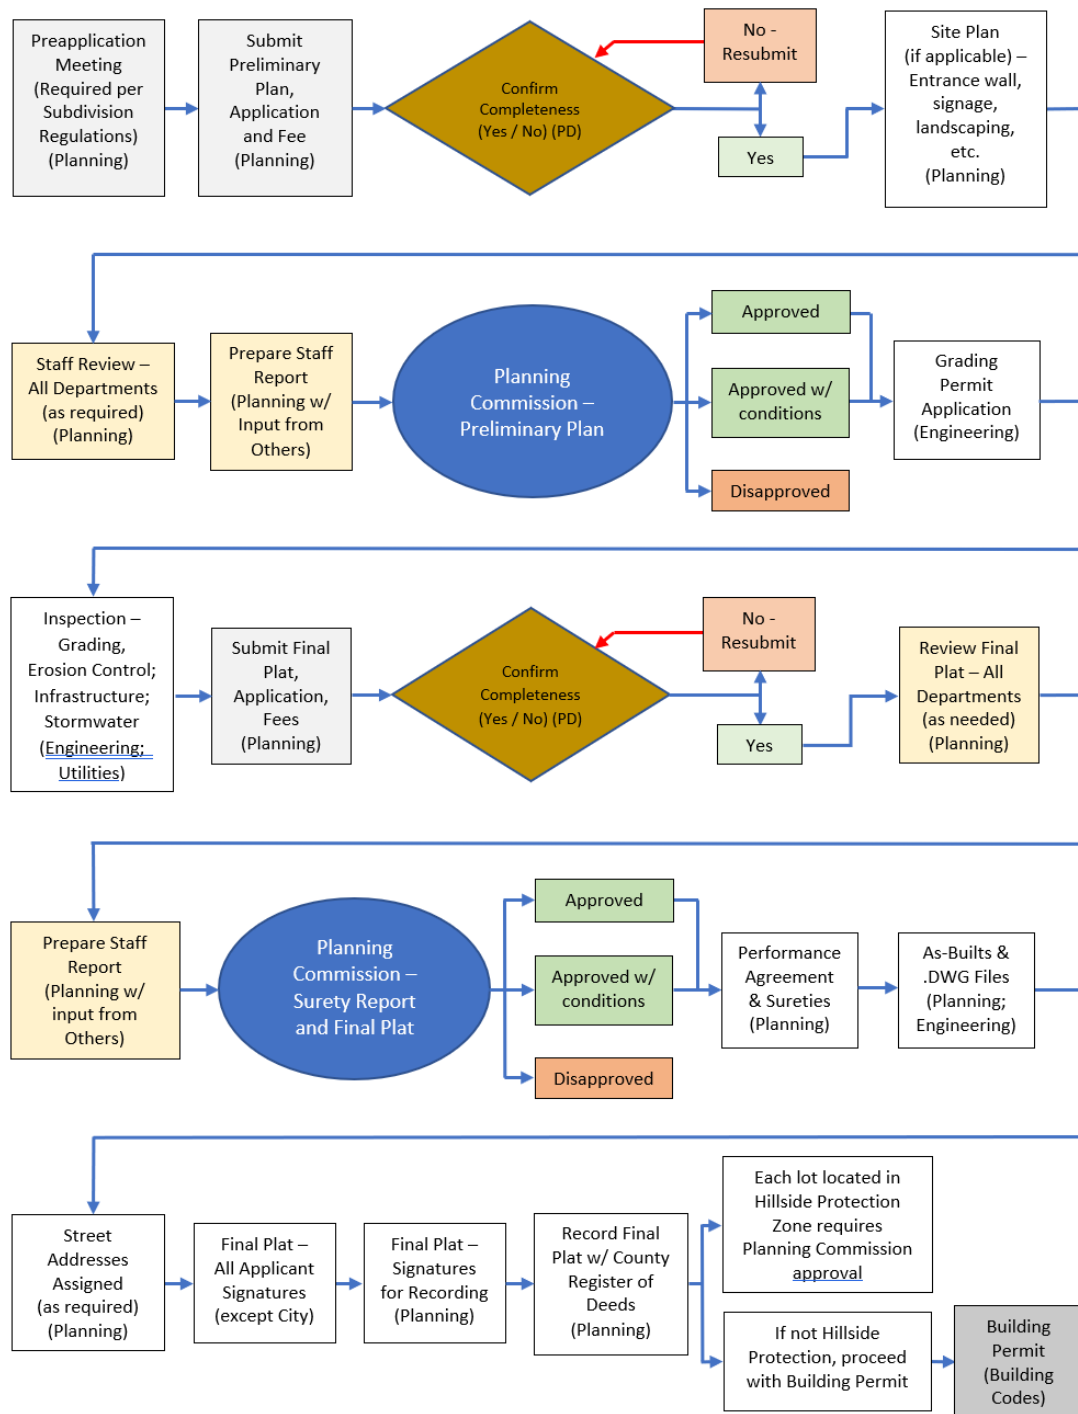 Preapplication
Meeting
(Required per
Subdivision
Regulations)
(Planning)
Submit
Preliminary
Plan,
Application
and Fee
(Planning)
Confirm
Completeness
(Yes / No) (PD)
No -
Resubmit
Yes
Site Plan
(if applicable) –
Entrance wall,
signage,
landscaping,
etc.
(Planning)
Staff Review –
All Departments
(as required)
(Planning)
Prepare Staff
Report
(Planning w/
Input from
Others)
Planning
Commission –
Preliminary Plan
Approved
Approved w/
conditions
Disapproved
Grading
Permit
Application
(Engineering)
Inspection –
Grading,
Erosion Control;
Infrastructure;
Stormwater
(Engineering;
Utilities)
Submit Final
Plat,
Application,
Fees
(Planning)
Confirm
Completeness
(Yes / No) (PD)
No -
Resubmit
Yes
Review Final
Plat – All
Departments
(as needed)
(Planning)
Prepare Staff
Report
(Planning w/
input from
Others)
Planning
Commission –
Surety Report
and Final Plat
Approved
Approved w/
conditions
Disapproved
Performance
Agreement
& Sureties
(Planning)
As-Builts &
.DWG Files
(Planning;
Engineering)
Street
Addresses
Assigned
(as required)
(Planning)
Final Plat –
All Applicant
Signatures
(except City)
Final Plat –
Signatures
for Recording
(Planning)
Record Final
Plat w/ County
Register of
Deeds
(Planning)
Each lot located in
Hillside Protection
Zone requires
Planning Commission
approval
If not Hillside
Protection, proceed
with Building Permit
Building
Permit
(Building
Codes)